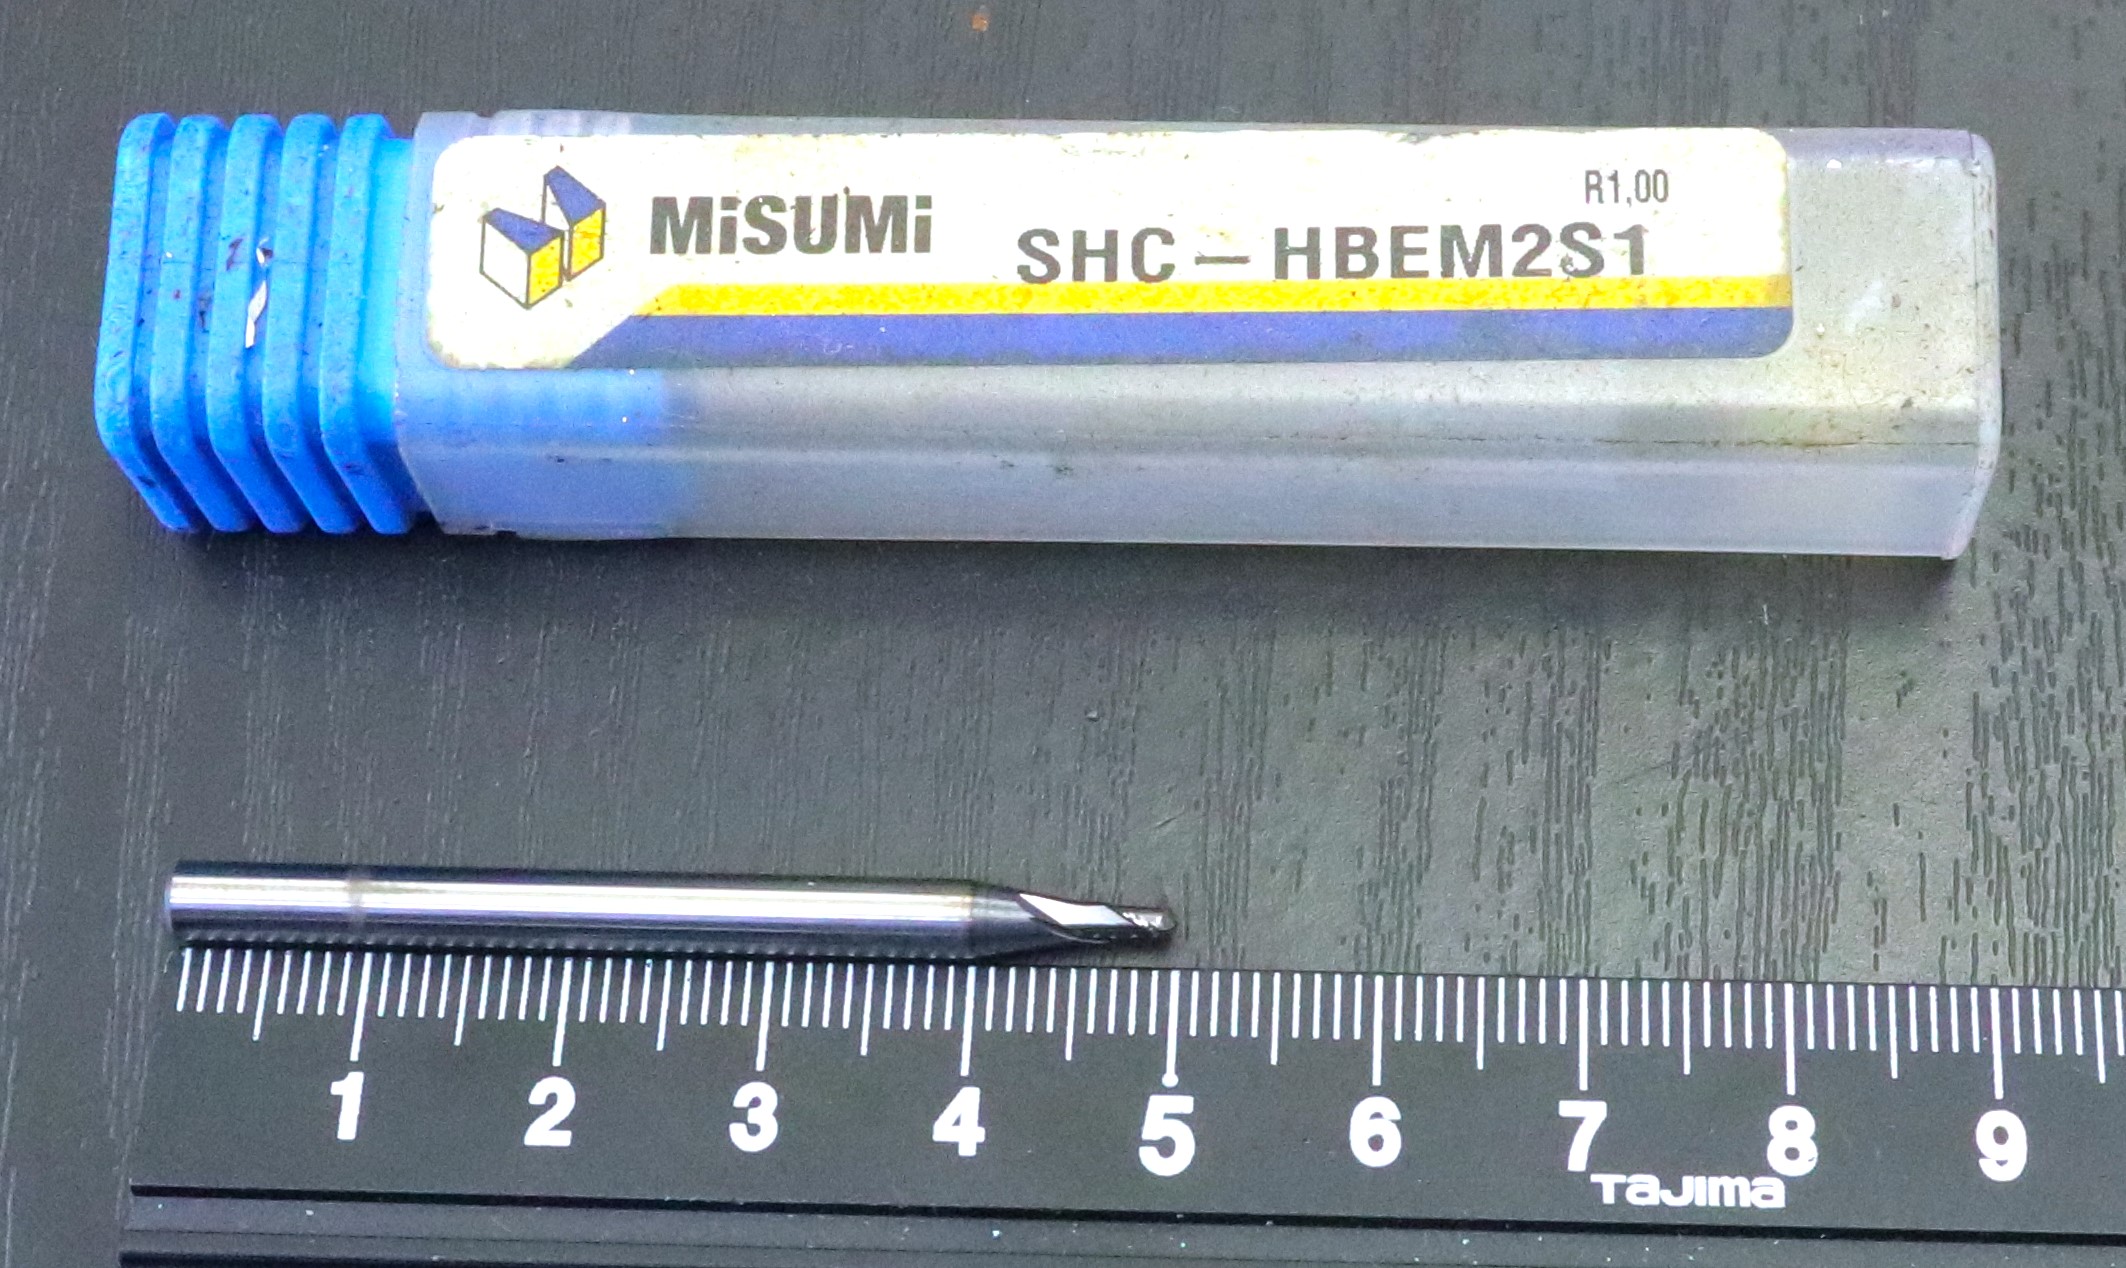 MiSUMi
R1,00
SHC-HBEM2S1
1 2 3 4 5 6 7 8 9
TaJIma